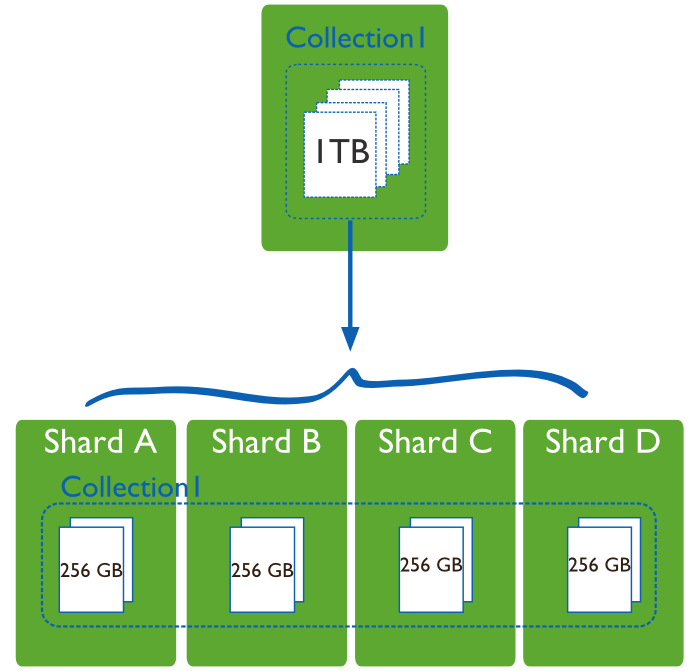 Collection1
1TB
Shard A
Shard B
Shard C
Shard D
Collection1
256 GB
256 GB
256 GB
256 GB